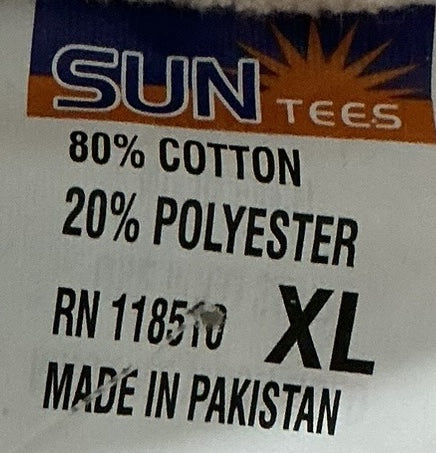 SUN TEES
80% COTTON
20% POLYESTER
RN 118510 XL
MADE IN PAKISTAN